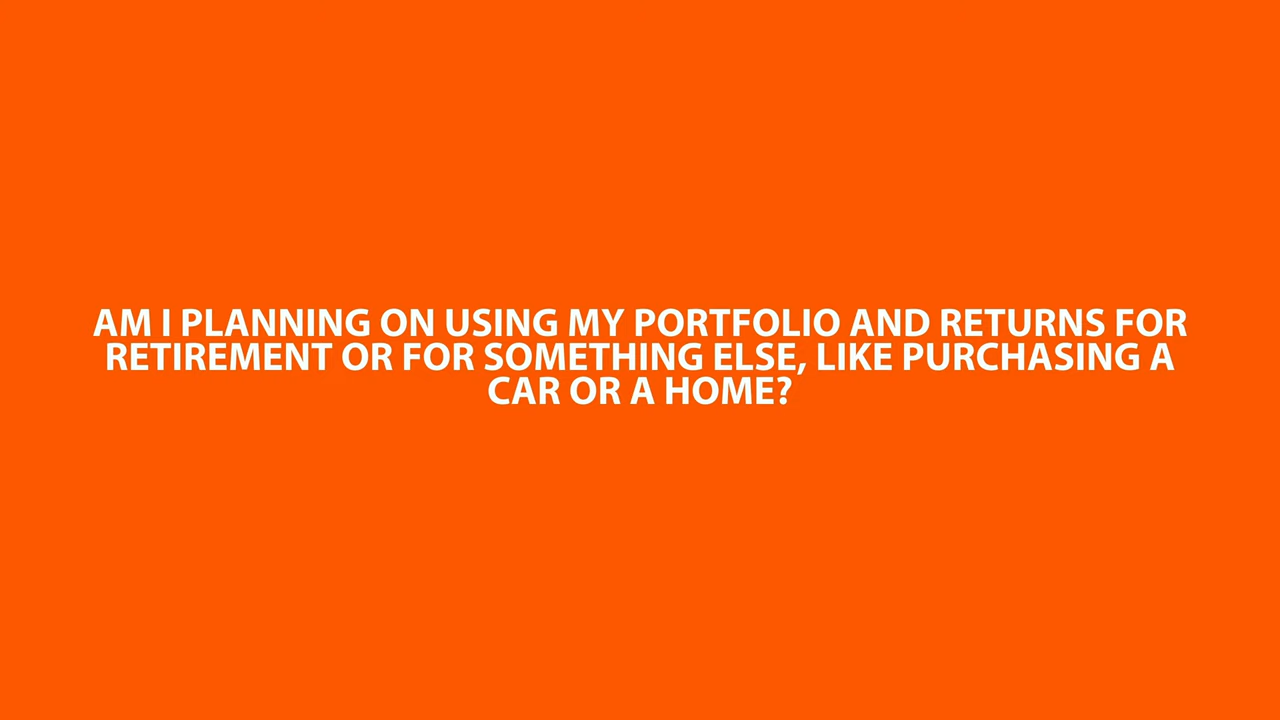 AM I PLANNING ON USING MY PORTFOLIO AND RETURNS FOR
RETIREMENT OR FOR SOMETHING ELSE, LIKE PURCHASING A
CAR OR A HOME?